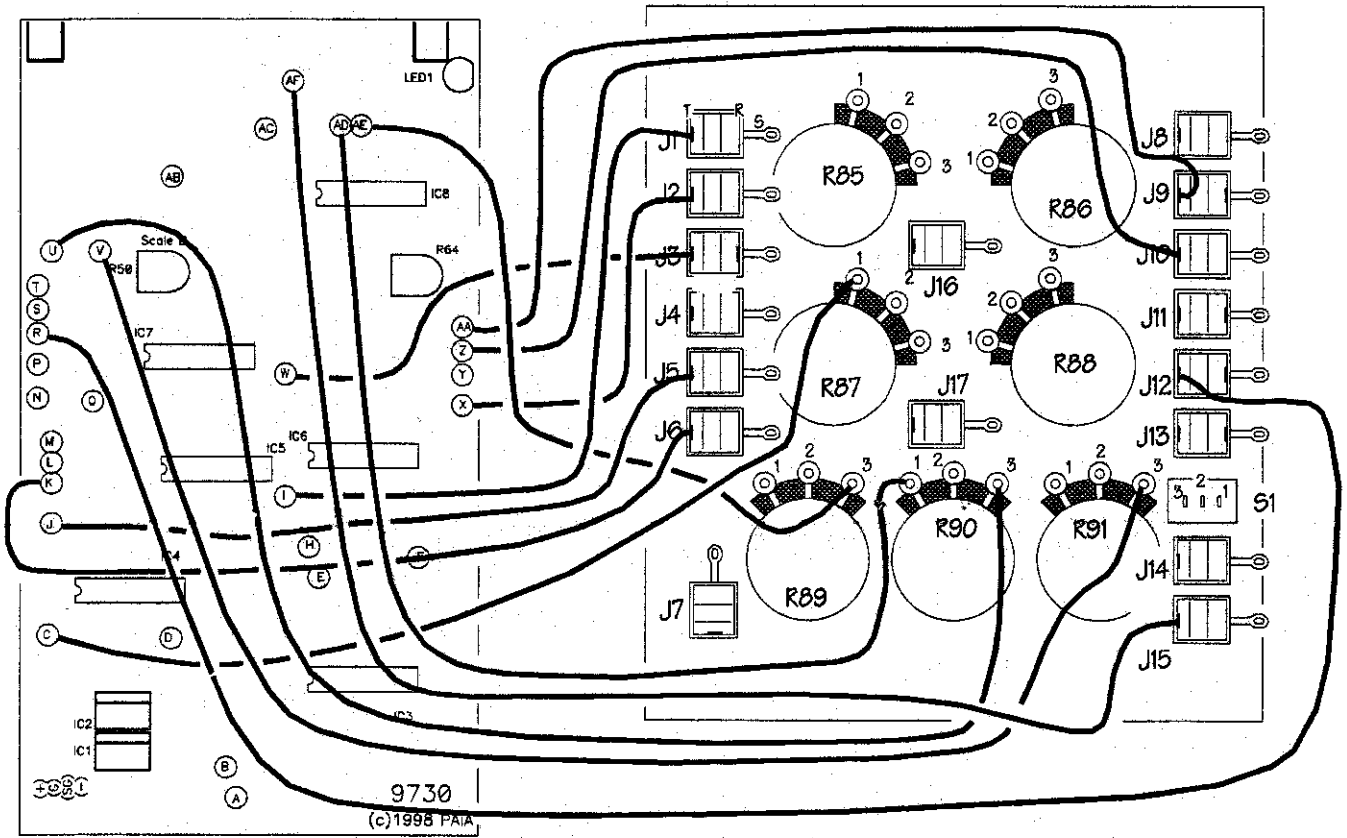 LED1
AF
AC
AD
AE
AB
IC8
U
V
Scale
R50
R64
T
S
R
P
N
Q
IC7
W
AA
Z
Y
X
M
L
K
J
IC5
IC6
I
H
E
F
IC4
C
D
IC3
IC2
IC1
B
A
+
G
SG
-
9730
(c)1998 PAIA
T R S
J1
J2
J3
J4
J5
J6
J7
1
2
3
R85
3
2
1
R86
J8
J9
J10
J11
J12
J13
J16
1
2
3
R87
3
2
1
R88
J17
1 2 3
R89
1 2 3
R90
1 2 3
R91
3 2 1
S1
J14
J15